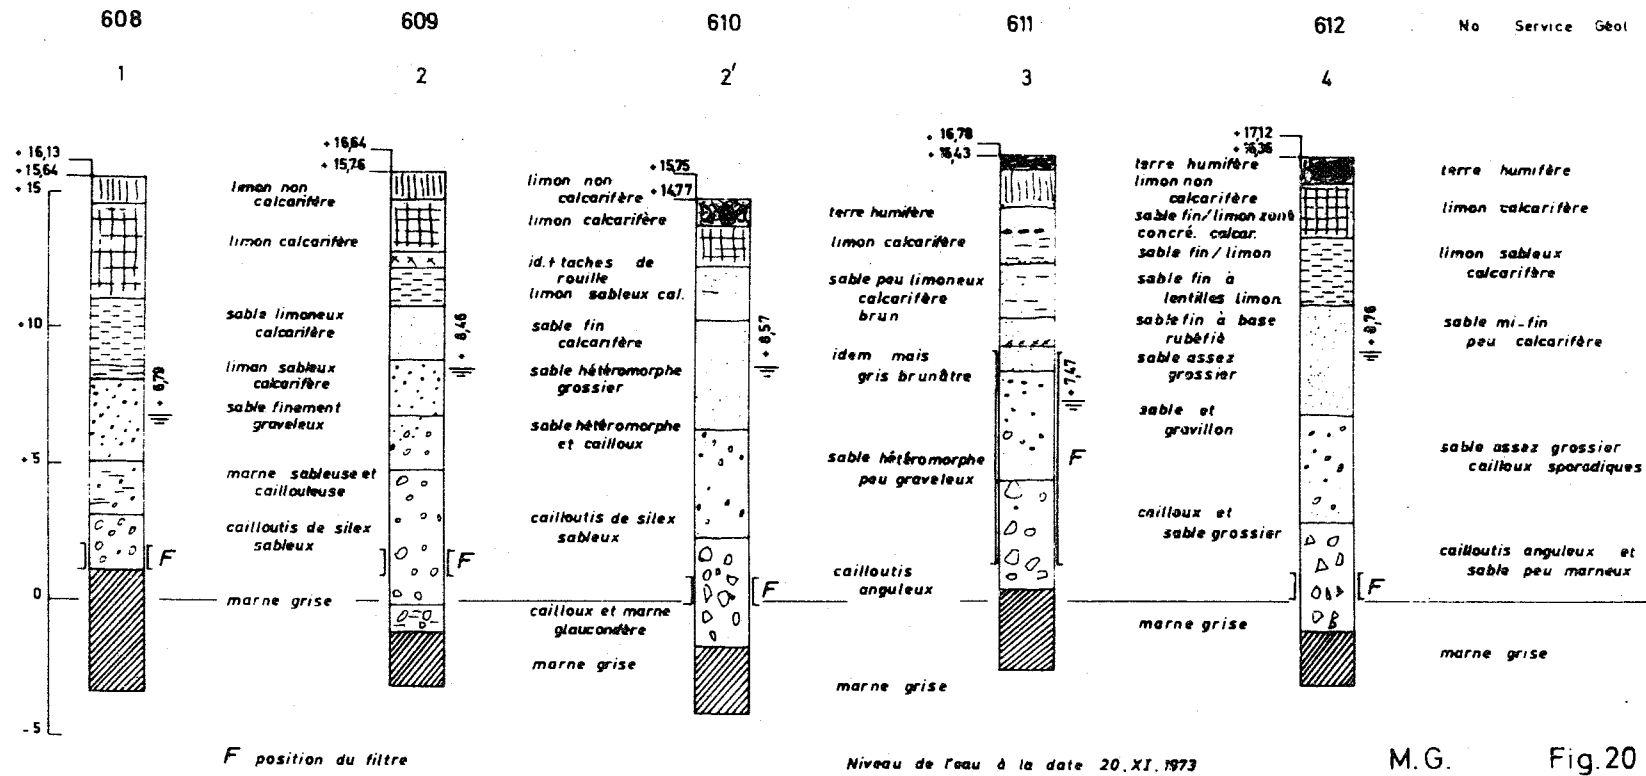 608 609 610 611 612 No Service Géol
1 2 2' 3 4
+ 16,13
+ 15,64
+ 15
+ 10
+ 5
0
- 5
+ 6,79
limon non
calcarifère
limon calcarifère
sable limoneux
calcarifère
limon sableux
calcarifère
sable finement
graveleux
marne sableuse et
caillouteuse
cailloutis de silex
sableux
F
marne grise
+ 16,64
+ 15,76
+ 8,46
limon non
calcarifère
limon calcarifère
id. + taches de
rouille
limon sableux cal.
sable fin
calcarifère
sable hétéromorphe
grossier
sable hétéromorphe
et cailloux
cailloutis de silex
sableux
F
cailloux et marne
glauconifère
marne grise
+ 15,75
+ 14,77
+ 8,57
terre humifère
limon calcarifère
sable peu limoneux
calcarifère
brun
idem mais
gris brunâtre
sable hétéromorphe
peu graveleux
F
cailloutis
anguleux
marne grise
+ 16,78
+ 16,43
+ 7,47
terre humifère
limon non
calcarifère
sable fin/limon zoné
concré. calcar.
sable fin / limon
sable fin à
lentilles limon
sable fin à base
rubéfié
sable assez
grossier
sable et
gravillon
F
cailloux et
sable grossier
marne grise
+ 17,12
+ 16,36
+ 8,76
terre humifère
limon calcarifère
limon sableux
calcarifère
sable mi-fin
peu calcarifère
sable assez grossier
cailloux sporadiques
cailloutis anguleux et
sable peu marneux
F
marne grise
F position du filtre
Niveau de l'eau à la date 20.XI.1973
M.G. Fig.20